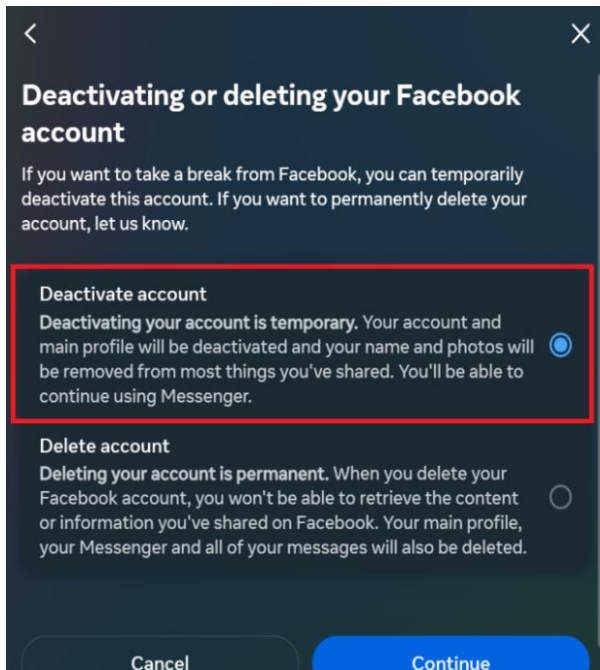 Deactivating or deleting your Facebook
account
If you want to take a break from Facebook, you can temporarily
deactivate this account. If you want to permanently delete your
account, let us know.
Deactivate account
Deactivating your account is temporary. Your account and
main profile will be deactivated and your name and photos will
be removed from most things you've shared. You'll be able to
continue using Messenger.
Delete account
Deleting your account is permanent. When you delete your
Facebook account, you won't be able to retrieve the content
or information you've shared on Facebook. Your main profile,
your Messenger and all of your messages will also be deleted.
Cancel
Continue